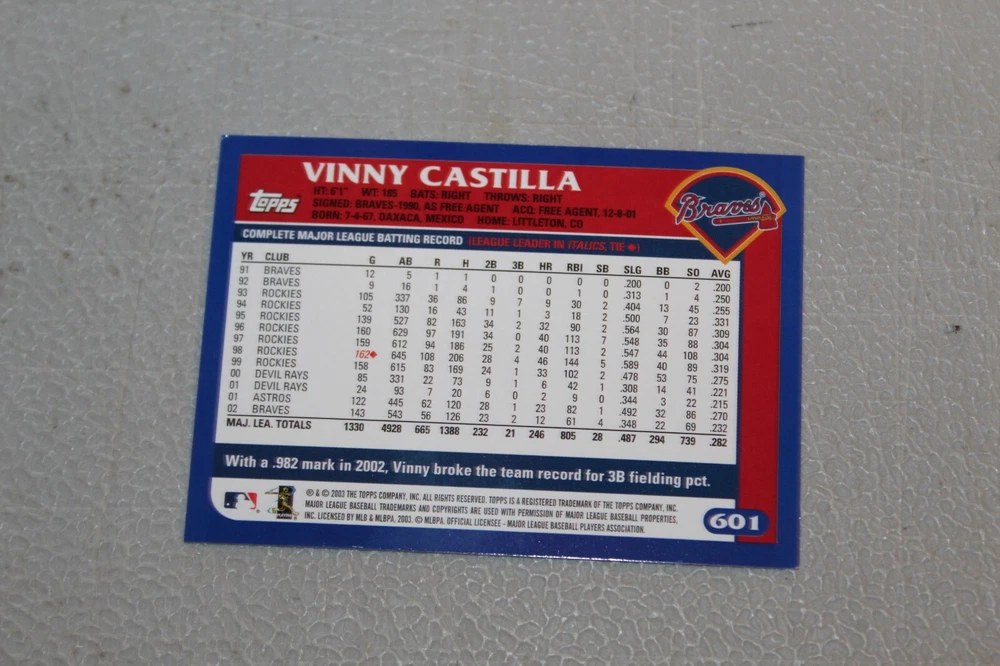 VINNY CASTILLA
Topps
HT: 6'1" WT: 185 BATS: RIGHT THROWS: RIGHT
SIGNED: BRAVES-1990, AS FREE AGENT ACQ: FREE AGENT, 12-8-01
BORN: 7-4-67, OAXACA, MEXICO HOME: LITTLETON, CO
Braves
COMPLETE MAJOR LEAGUE BATTING RECORD (LEAGUE LEADER IN ITALICS, TIE ♦)
YR CLUB G AB R H 2B 3B HR RBI SB SLG BB SO AVG
91 BRAVES 12 5 1 1 0 0 0 0 0 .200 0 2 .200
92 BRAVES 9 16 1 4 1 0 0 1 0 .313 1 4 .250
93 ROCKIES 105 337 36 86 9 7 9 30 2 .404 13 45 .255
94 ROCKIES 52 130 16 43 11 1 3 18 2 .500 7 23 .331
95 ROCKIES 139 527 82 163 34 2 32 90 2 .564 30 87 .309
96 ROCKIES 160 629 97 191 34 0 40 113 7 .548 35 88 .304
97 ROCKIES 159 612 94 186 25 2 40 113 2 .547 44 108 .304
98 ROCKIES 162♦ 645 108 206 28 4 46 144 5 .589 40 89 .319
99 ROCKIES 158 615 83 169 24 1 33 102 2 .478 53 75 .275
00 DEVIL RAYS 85 331 22 73 9 1 6 42 1 .308 14 41 .221
01 DEVIL RAYS 24 93 7 20 6 0 2 9 0 .344 3 22 .215
01 ASTROS 122 445 62 120 28 1 23 82 1 .492 32 86 .270
02 BRAVES 143 543 56 126 23 2 12 61 4 .348 22 69 .232
MAJ. LEA. TOTALS 1330 4928 665 1388 232 21 246 805 28 .487 294 739 .282
With a .982 mark in 2002, Vinny broke the team record for 3B fielding pct.
® & © 2003 THE TOPPS COMPANY, INC. ALL RIGHTS RESERVED. TOPPS IS A REGISTERED TRADEMARK OF THE TOPPS COMPANY, INC.
MAJOR LEAGUE BASEBALL TRADEMARKS AND COPYRIGHTS ARE USED WITH PERMISSION OF MAJOR LEAGUE BASEBALL PROPERTIES,
INC. LICENSED BY MLB & MLBPA, 2003. © MLBPA. OFFICIAL LICENSEE - MAJOR LEAGUE BASEBALL PLAYERS ASSOCIATION.
601